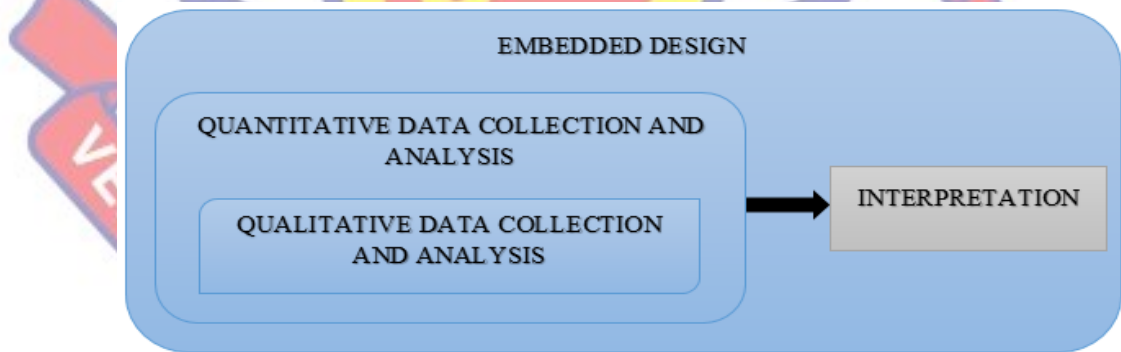 EMBEDDED DESIGN
QUANTITATIVE DATA COLLECTION AND
ANALYSIS
QUALITATIVE DATA COLLECTION
AND ANALYSIS
INTERPRETATION